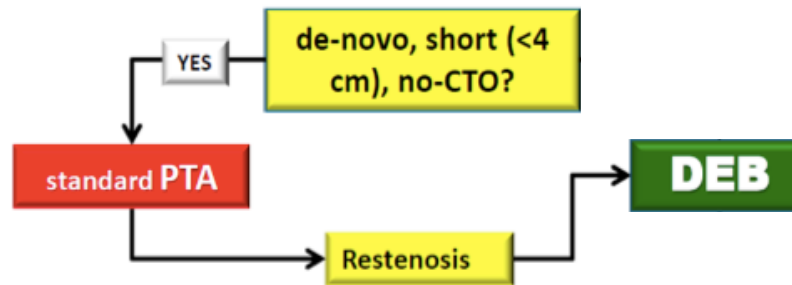 de-novo, short (<4
cm), no-CTO?
YES
standard PTA
DEB
Restenosis